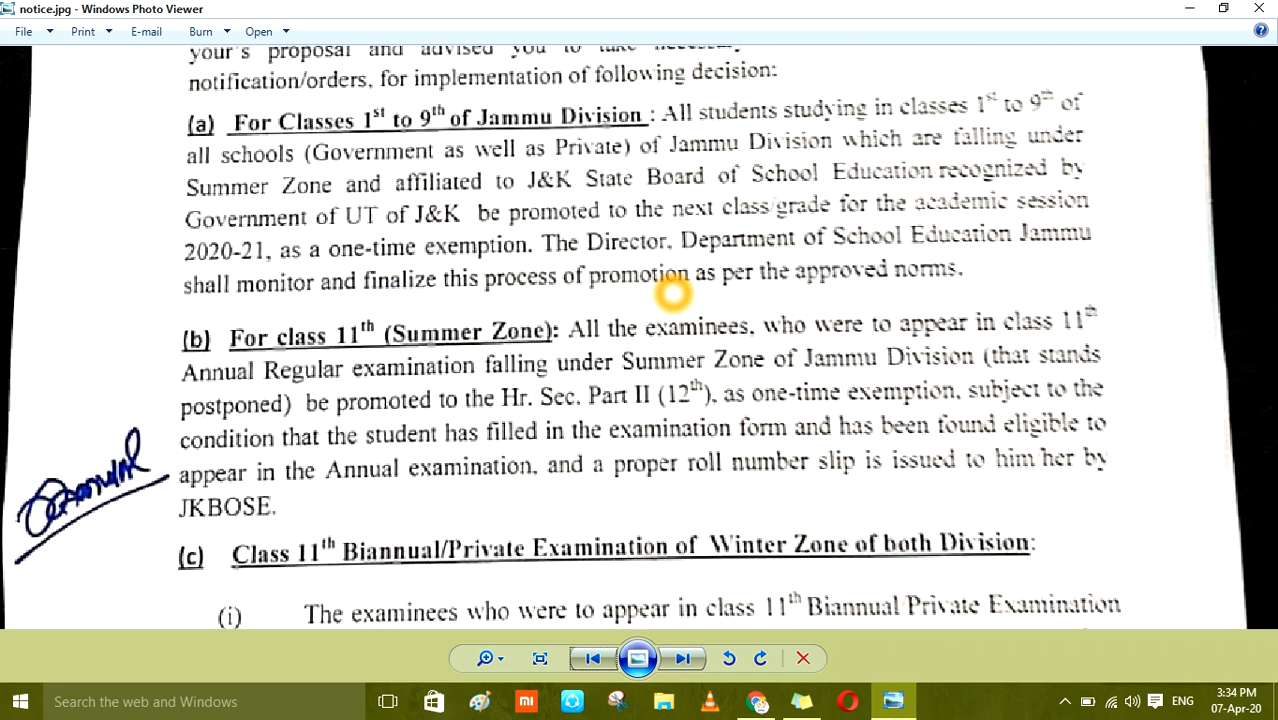 notice.jpg - Windows Photo Viewer
File Print E-mail Burn Open
your's proposal and advised you to take
notification/orders, for implementation of following decision:
(a) For Classes 1st to 9th of Jammu Division : All students studying in classes 1st to 9th of
all schools (Government as well as Private) of Jammu Division which are falling under
Summer Zone and affiliated to J&K State Board of School Education recognized by
Government of UT of J&K be promoted to the next class/grade for the academic session
2020-21, as a one-time exemption. The Director, Department of School Education Jammu
shall monitor and finalize this process of promotion as per the approved norms.
(b) For class 11th (Summer Zone): All the examinees, who were to appear in class 11th
Annual Regular examination falling under Summer Zone of Jammu Division (that stands
postponed) be promoted to the Hr. Sec. Part II (12th), as one-time exemption, subject to the
condition that the student has filled in the examination form and has been found eligible to
appear in the Annual examination, and a proper roll number slip is issued to him her by
JKBOSE.
(c) Class 11th Biannual/Private Examination of Winter Zone of both Division:
(i) The examinees who were to appear in class 11th Biannual Private Examination
Search the web and Windows
mi
ENG
3:34 PM
07-Apr-20